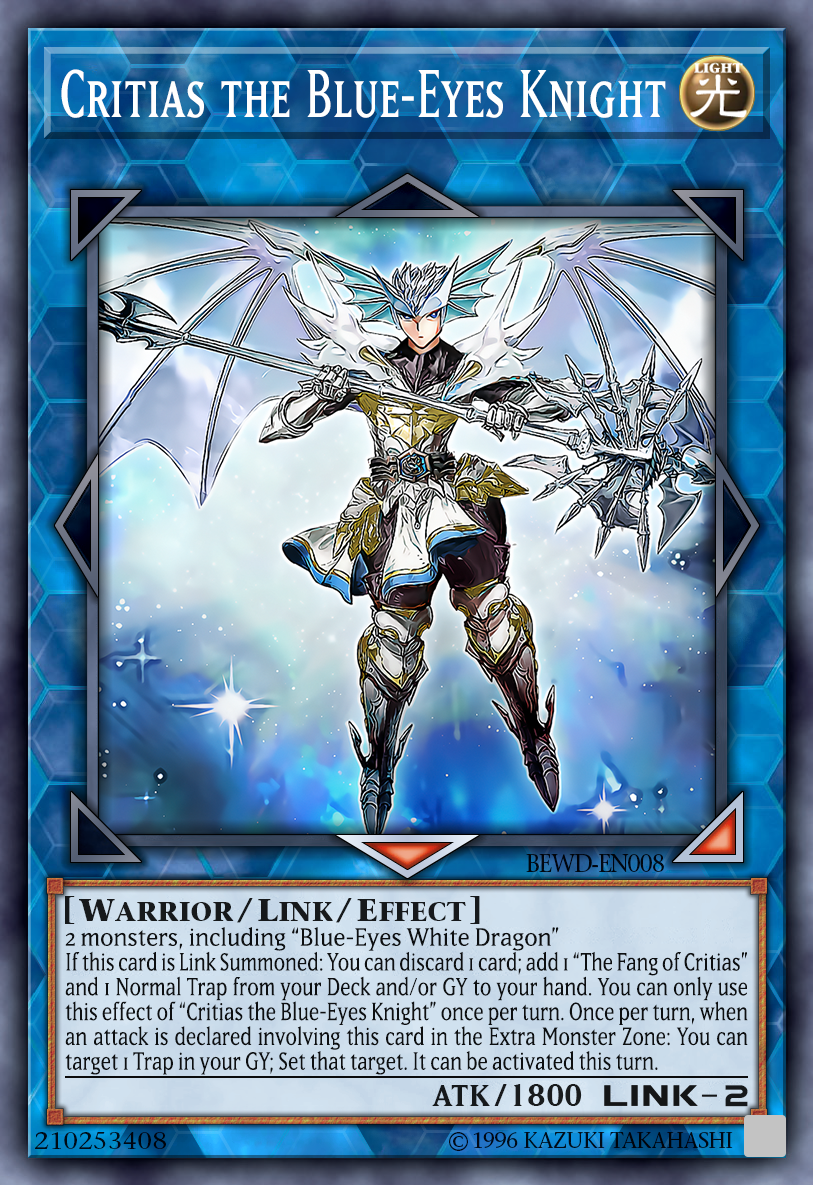 Critias the Blue-Eyes Knight
LIGHT
光
BEWD-EN008
[Warrior/Link/Effect]
2 monsters, including “Blue-Eyes White Dragon”
If this card is Link Summoned: You can discard 1 card; add 1 “The Fang of Critias”
and 1 Normal Trap from your Deck and/or GY to your hand. You can only use
this effect of “Critias the Blue-Eyes Knight” once per turn. Once per turn, when
an attack is declared involving this card in the Extra Monster Zone: You can
target 1 Trap in your GY; Set that target. It can be activated this turn.
ATK/1800 LINK-2
210253408
© 1996 KAZUKI TAKAHASHI